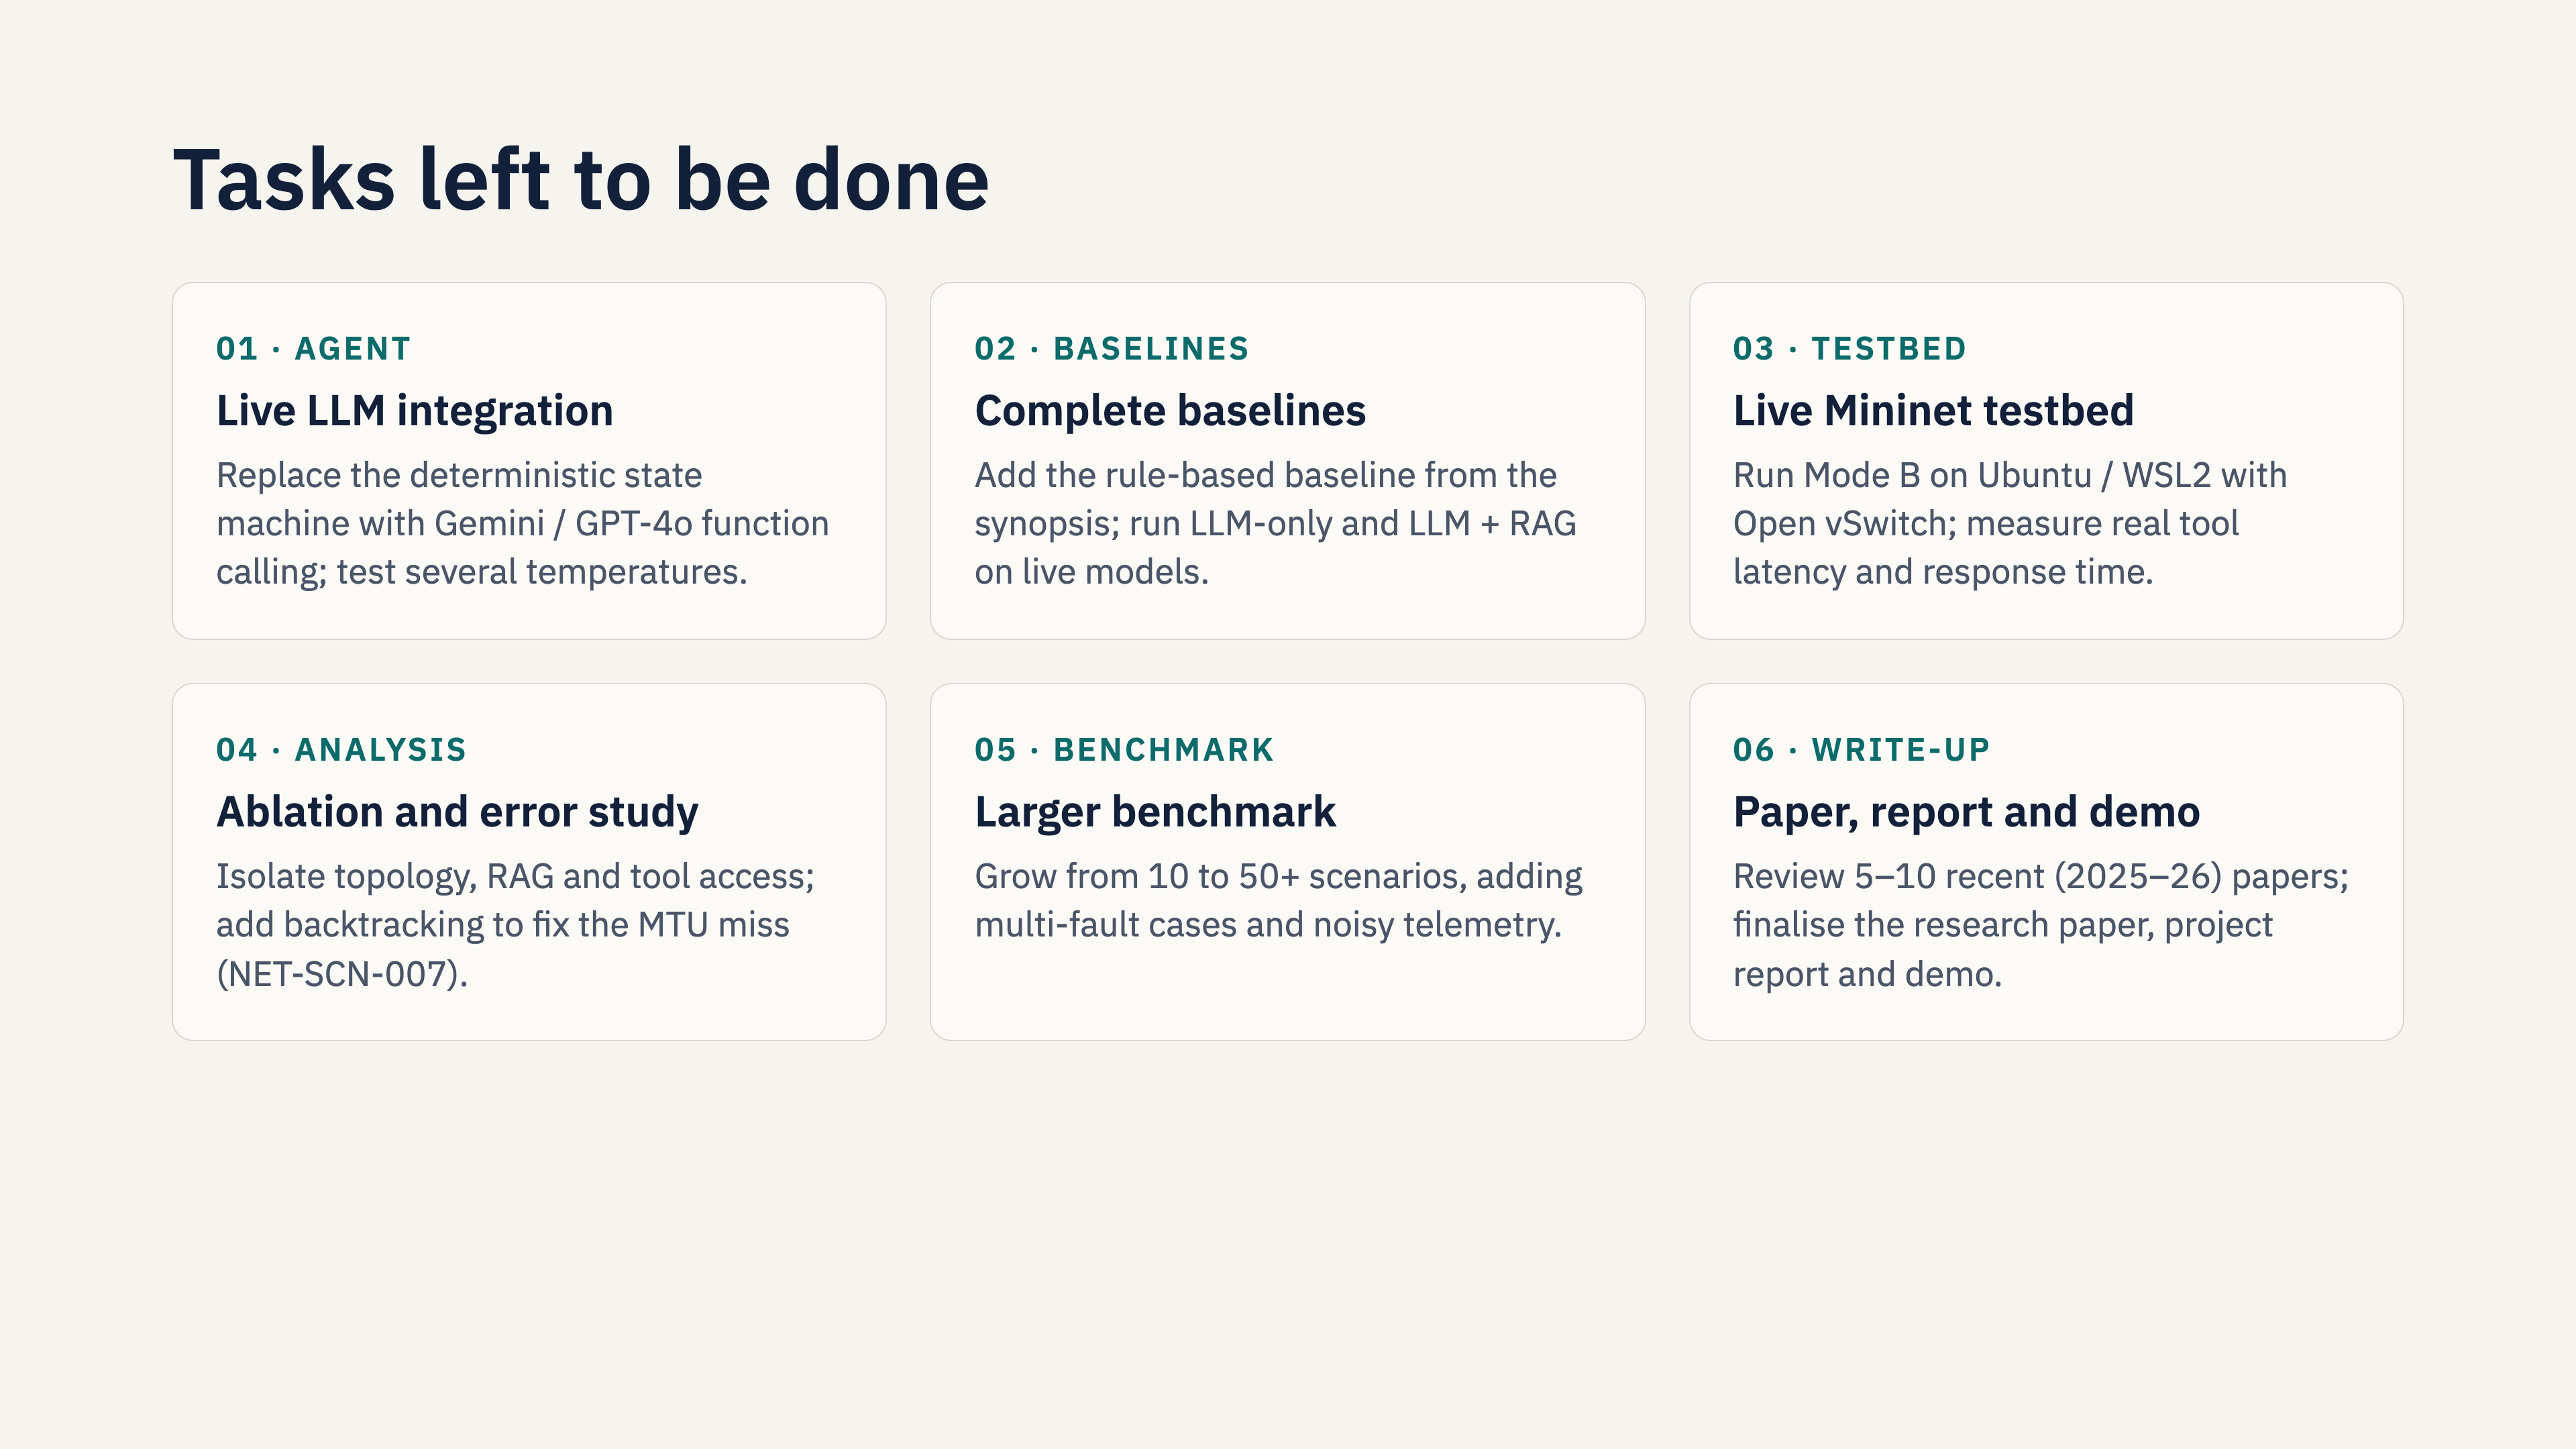 Tasks left to be done
01 · AGENT
Live LLM integration
Replace the deterministic state
machine with Gemini / GPT-4o function
calling; test several temperatures.
02 · BASELINES
Complete baselines
Add the rule-based baseline from the
synopsis; run LLM-only and LLM + RAG
on live models.
03 · TESTBED
Live Mininet testbed
Run Mode B on Ubuntu / WSL2 with
Open vSwitch; measure real tool
latency and response time.
04 · ANALYSIS
Ablation and error study
Isolate topology, RAG and tool access;
add backtracking to fix the MTU miss
(NET-SCN-007).
05 · BENCHMARK
Larger benchmark
Grow from 10 to 50+ scenarios, adding
multi-fault cases and noisy telemetry.
06 · WRITE-UP
Paper, report and demo
Review 5–10 recent (2025–26) papers;
finalise the research paper, project
report and demo.